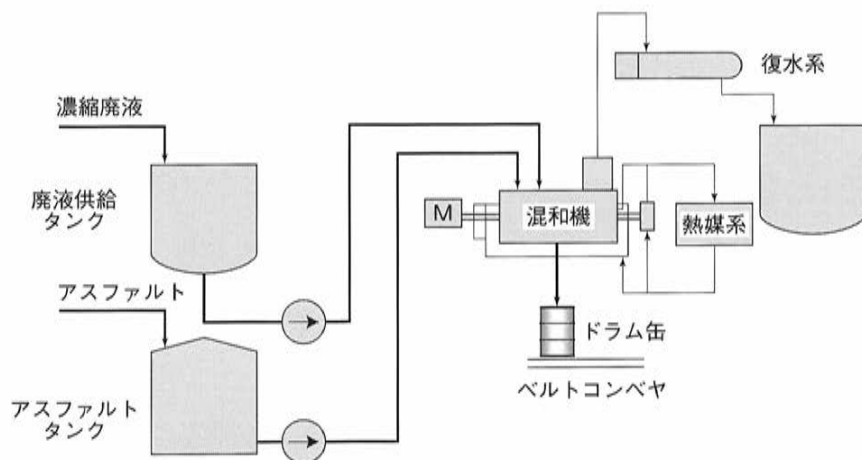 濃縮廃液
廃液供給
タンク
アスファルト
アスファルト
タンク
M
混和機
復水系
熱媒系
ドラム缶
ベルトコンベヤ